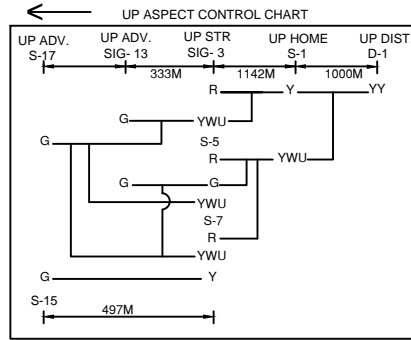 UP ASPECT CONTROL CHART
UP ADV. UP ADV. UP STR UP HOME UP DIST.
S-17 SIG- 13 SIG- 3 S-1 D-1
333M 1142M 1000M
R Y YY
G YWU
S-5
G
R YWU
G G
YWU
S-7
R
YWU
G Y
S-15
497M